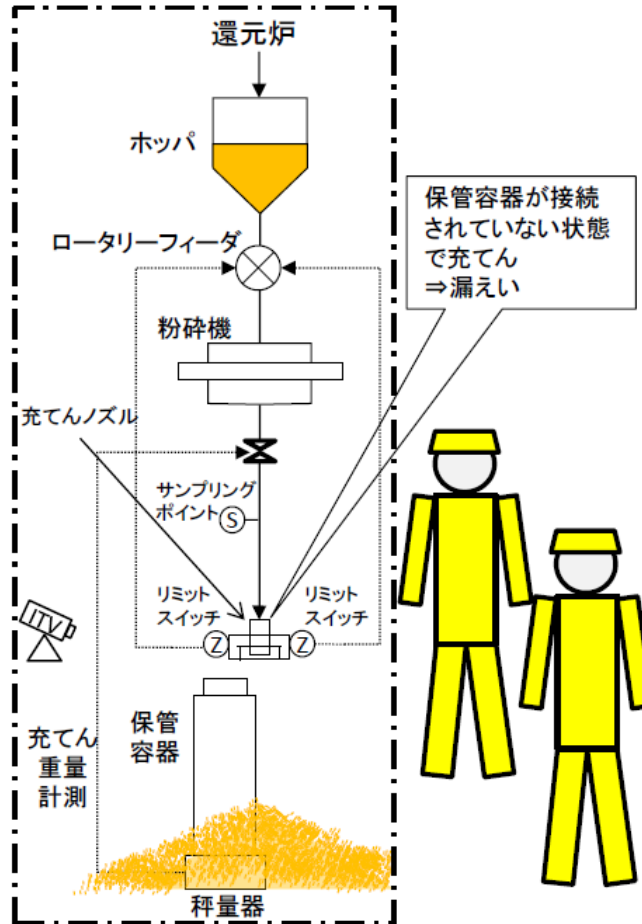 還元炉
ホッパ
保管容器が接続
されていない状態
で充てん
⇒漏えい
ロータリーフィーダ
粉砕機
充てんノズル
サンプリング
ポイント
S
リミット
スイッチ
リミット
スイッチ
ITV
Z
Z
保管
容器
充てん
重量
計測
秤量器